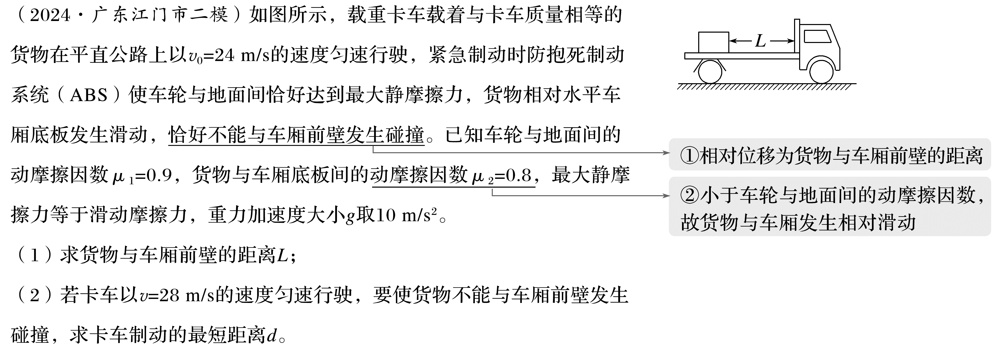 （2024·广东江门市二模）如图所示，载重卡车载着与卡车质量相等的
货物在平直公路上以v₀=24 m/s的速度匀速行驶，紧急制动时防抱死制动
系统（ABS）使车轮与地面间恰好达到最大静摩擦力，货物相对水平车
厢底板发生滑动，恰好不能与车厢前壁发生碰撞。已知车轮与地面间的
动摩擦因数μ₁=0.9，货物与车厢底板间的动摩擦因数μ₂=0.8，最大静摩
擦力等于滑动摩擦力，重力加速度大小g取10 m/s²。
（1）求货物与车厢前壁的距离L；
（2）若卡车以v=28 m/s的速度匀速行驶，要使货物不能与车厢前壁发生
碰撞，求卡车制动的最短距离d。
L
①相对位移为货物与车厢前壁的距离
②小于车轮与地面间的动摩擦因数，
故货物与车厢发生相对滑动